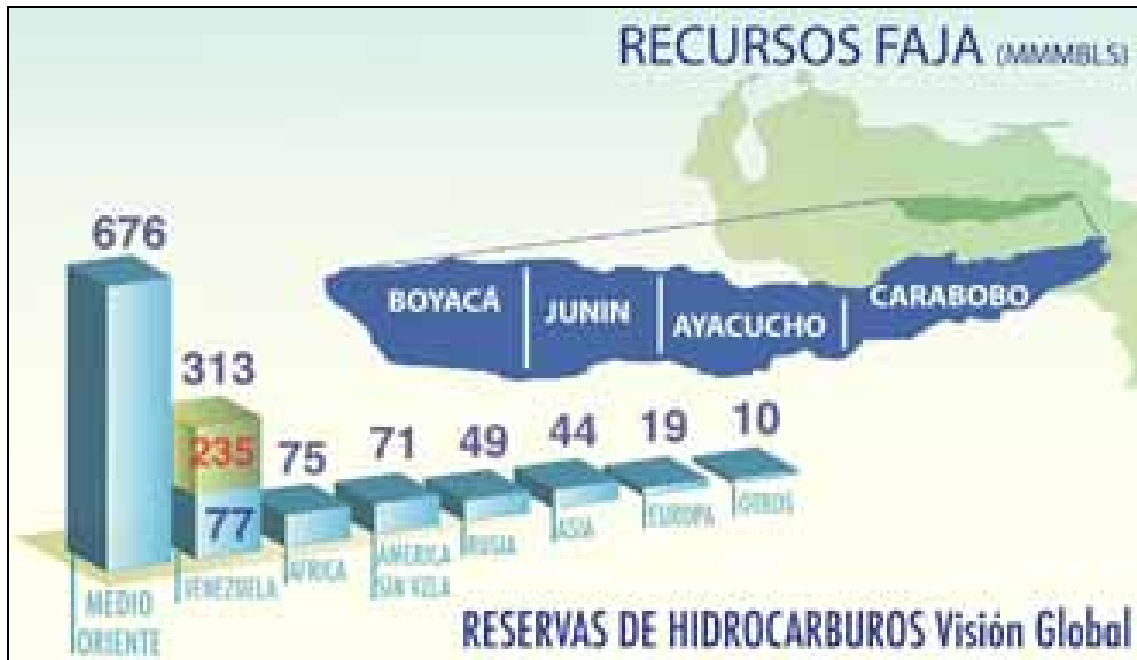 RECURSOS FAJA (MMMBLS)
BOYACÁ
JUNIN
AYACUCHO
CARABOBO
676
313
235
77
75
71
49
44
19
10
MEDIO
ORIENTE
VENEZUELA
AFRICA
AMERICA
SIN VZLA
RUSIA
ASIA
EUROPA
OTROS
RESERVAS DE HIDROCARBUROS Visión Global